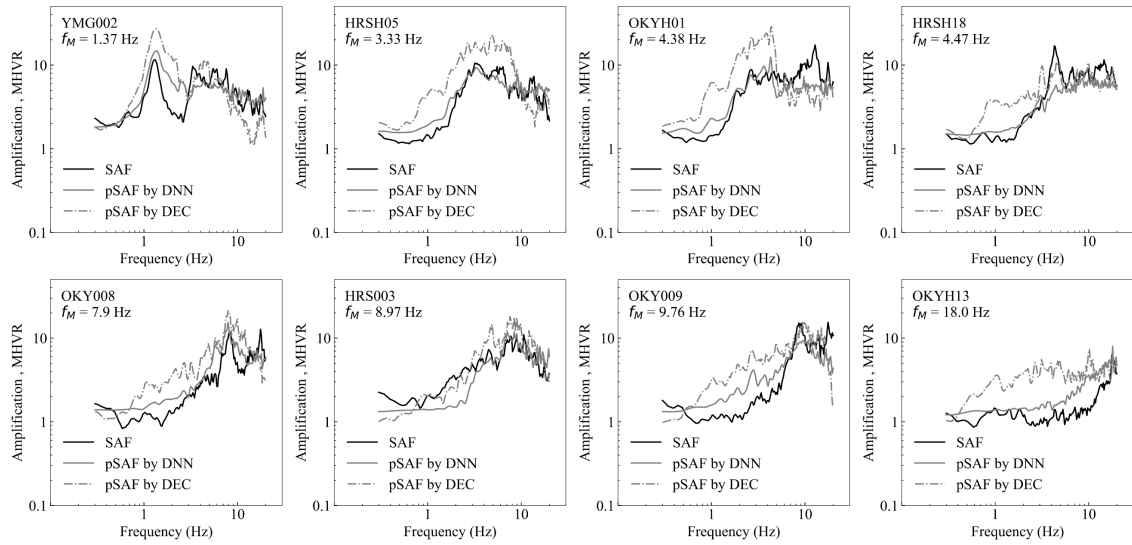 YMG002
f_M = 1.37 Hz
10
1
0.1
Amplification , MHVR
SAF
pSAF by DNN
pSAF by DEC
1
10
Frequency (Hz)
HRSH05
f_M = 3.33 Hz
10
1
0.1
Amplification , MHVR
SAF
pSAF by DNN
pSAF by DEC
1
10
Frequency (Hz)
OKYH01
f_M = 4.38 Hz
10
1
0.1
Amplification , MHVR
SAF
pSAF by DNN
pSAF by DEC
1
10
Frequency (Hz)
HRSH18
f_M = 4.47 Hz
10
1
0.1
Amplification , MHVR
SAF
pSAF by DNN
pSAF by DEC
1
10
Frequency (Hz)
OKY008
f_M = 7.9 Hz
10
1
0.1
Amplification , MHVR
SAF
pSAF by DNN
pSAF by DEC
1
10
Frequency (Hz)
HRS003
f_M = 8.97 Hz
10
1
0.1
Amplification , MHVR
SAF
pSAF by DNN
pSAF by DEC
1
10
Frequency (Hz)
OKY009
f_M = 9.76 Hz
10
1
0.1
Amplification , MHVR
SAF
pSAF by DNN
pSAF by DEC
1
10
Frequency (Hz)
OKYH13
f_M = 18.0 Hz
10
1
0.1
Amplification , MHVR
SAF
pSAF by DNN
pSAF by DEC
1
10
Frequency (Hz)